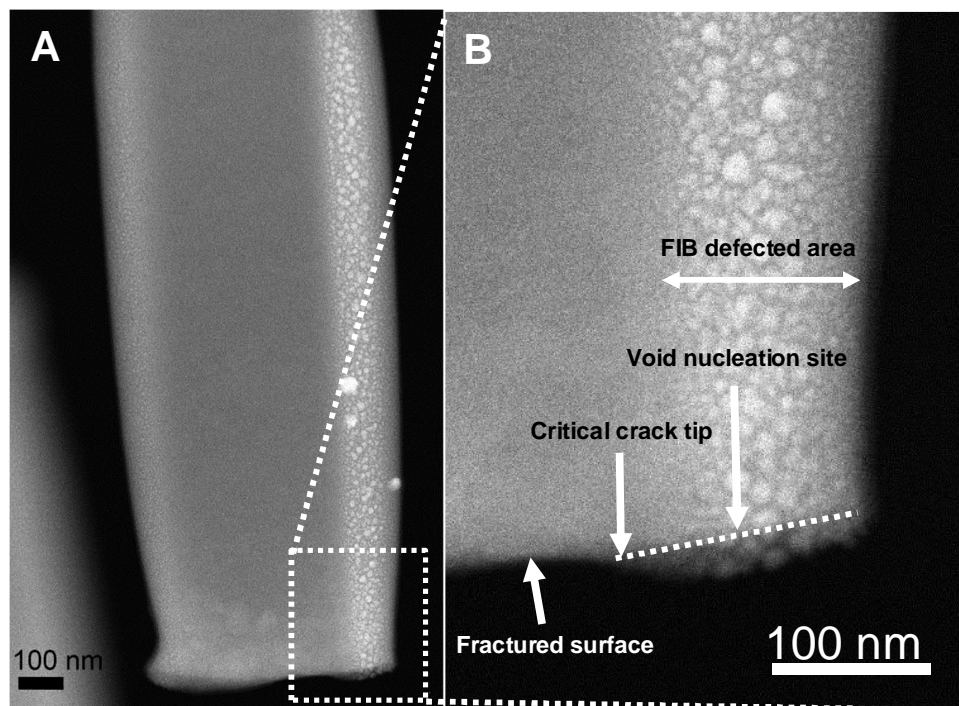 A
B
FIB defected area
Void nucleation site
Critical crack tip
Fractured surface
100 nm
100 nm